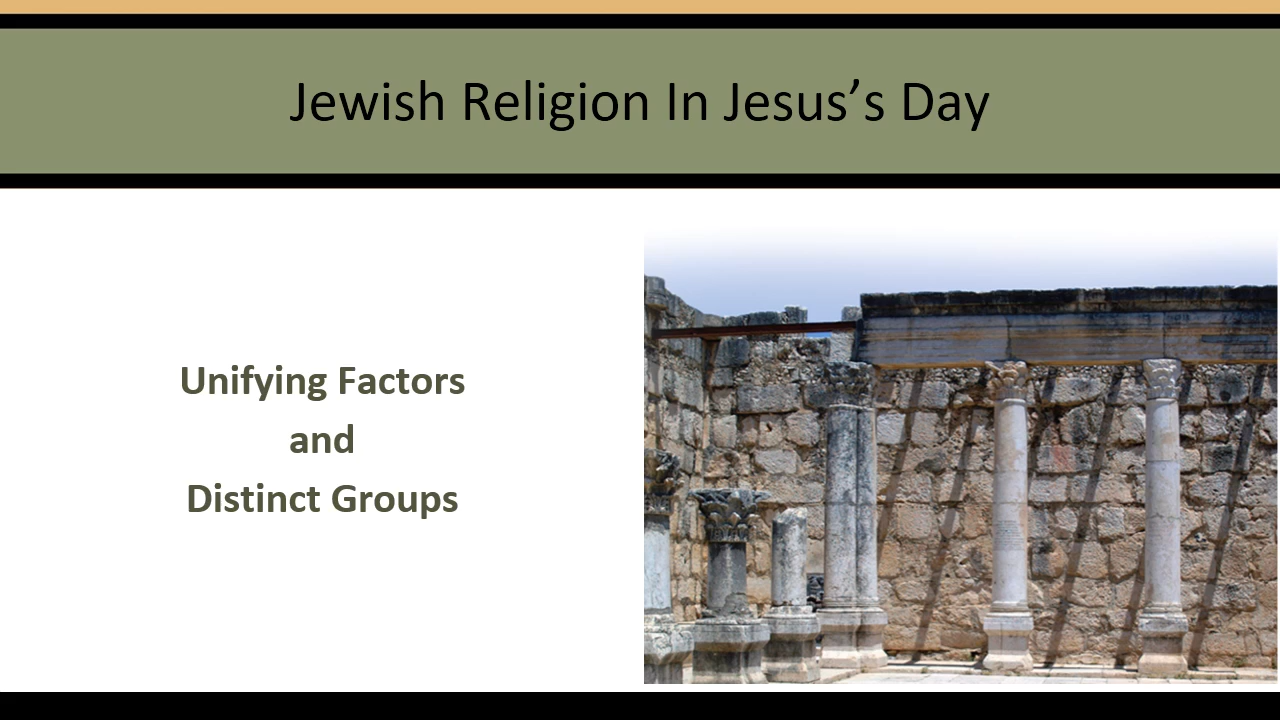 Jewish Religion In Jesus’s Day
Unifying Factors
and
Distinct Groups